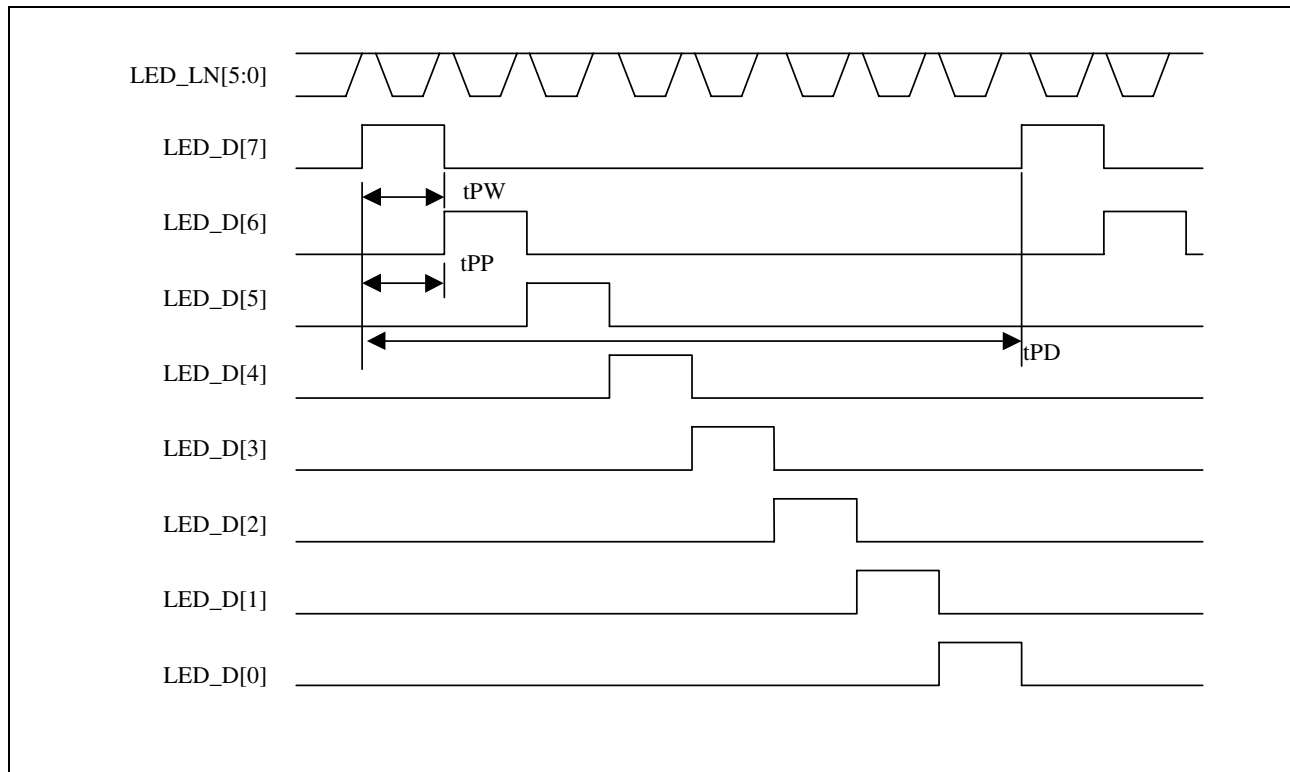 LED_LN[5:0]
LED_D[7]
tPW
LED_D[6]
tPP
LED_D[5]
tPD
LED_D[4]
LED_D[3]
LED_D[2]
LED_D[1]
LED_D[0]